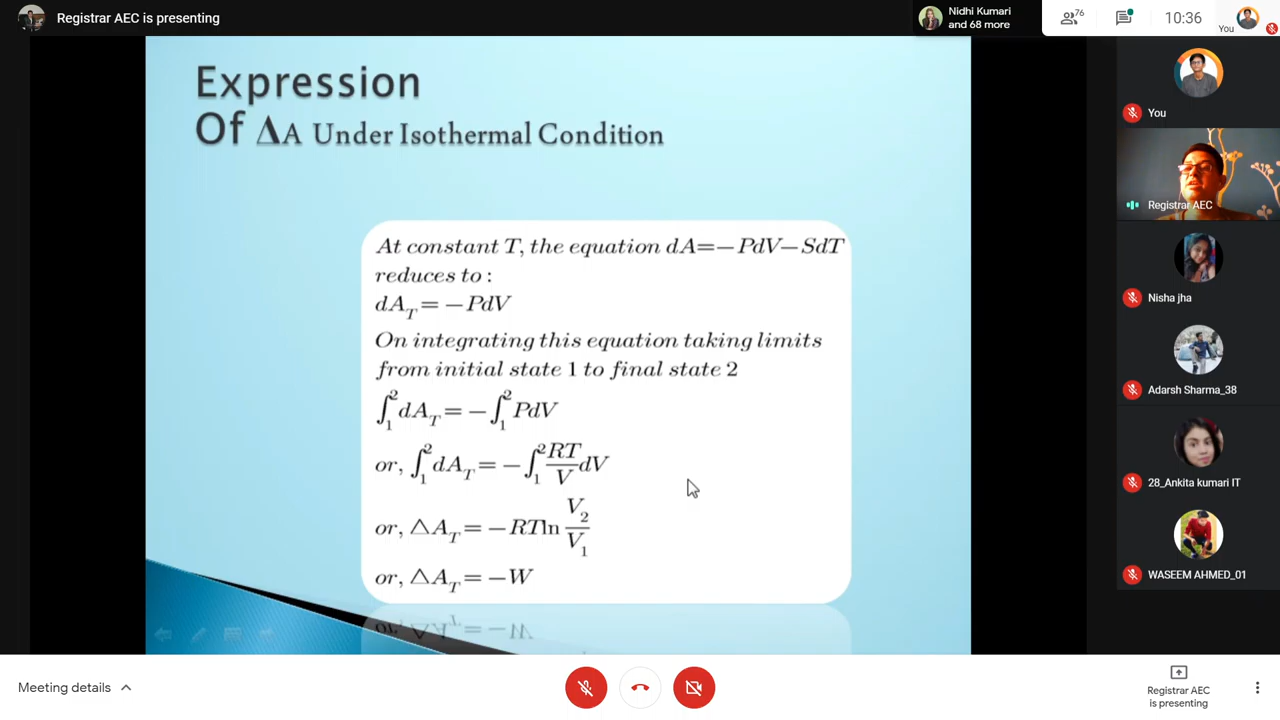 Registrar AEC is presenting
Nidhi Kumari
and 68 more
76
10:36
You
Expression
Of ΔA Under Isothermal Condition
At constant T, the equation dA=−PdV−SdT
reduces to :
dA_T = −PdV
On integrating this equation taking limits
from initial state 1 to final state 2
∫₁² dA_T = −∫₁² PdV
or, ∫₁² dA_T = −∫₁² RT/V dV
or, △A_T = −RTln V₂/V₁
or, △A_T = −W
You
Registrar AEC
Nisha jha
Adarsh Sharma_38
28_Ankita kumari IT
WASEEM AHMED_01
Meeting details
Registrar AEC
is presenting